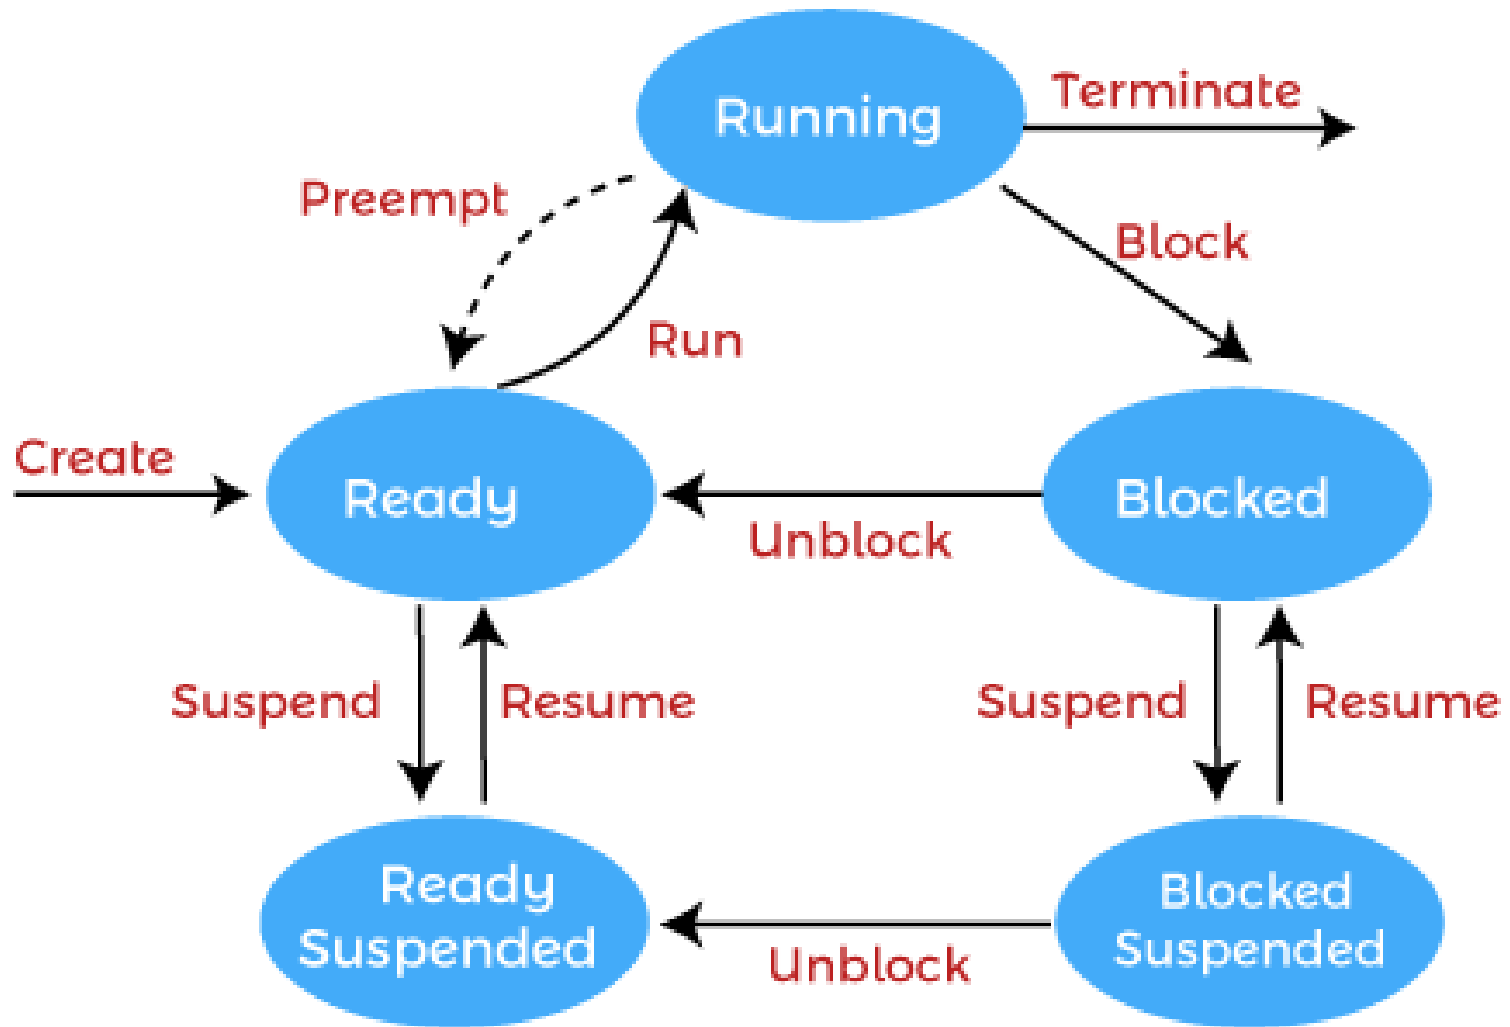 Running
Terminate
Preempt
Block
Run
Create
Ready
Blocked
Unblock
Suspend
Resume
Suspend
Resume
Ready
Suspended
Blocked
Suspended
Unblock